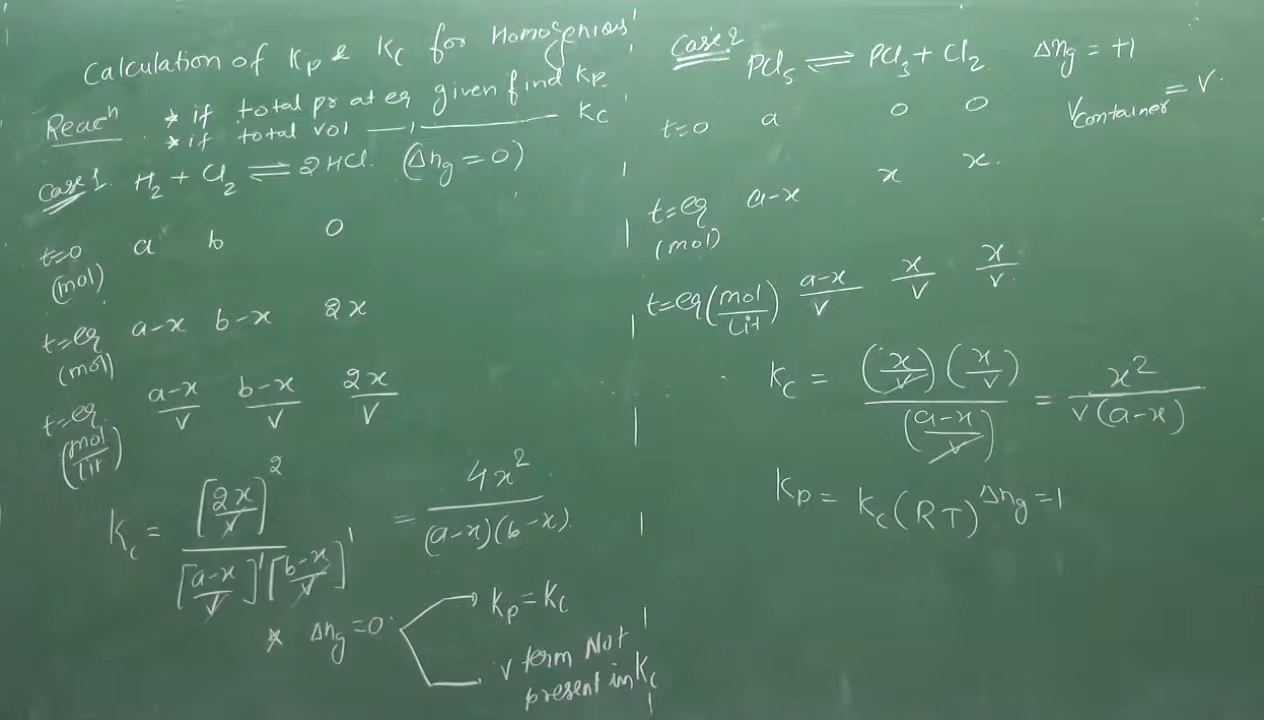 Calculation of Kp & Kc for Homogenious
Reacn * if total pr at eq given find Kp
* if total vol —— 1 —————— Kc
Case 1. H2 + Cl2 ⇌ 2HCl. (Δng = 0)
t=0 (mol) a b 0
t=eq (mol) a-x b-x 2x
t=eq (mol/lit) (a-x)/V (b-x)/V 2x/V
Kc = [2x/V]^2 / [a-x/V]^1 [b-x/V]^1 = 4x^2 / (a-x)(b-x)
* Δng = 0. → Kp = Kc
V term Not
present in Kc
Case 2 PCl5 ⇌ PCl3 + Cl2 Δng = +1
Vcontainer = V.
t=0 a 0 0
t=eq (mol) a-x x x.
t=eq (mol/lit) (a-x)/V x/V x/V
Kc = (x/V)(x/V) / (a-x/V) = x^2 / V(a-x)
Kp = Kc(RT)^Δng=1